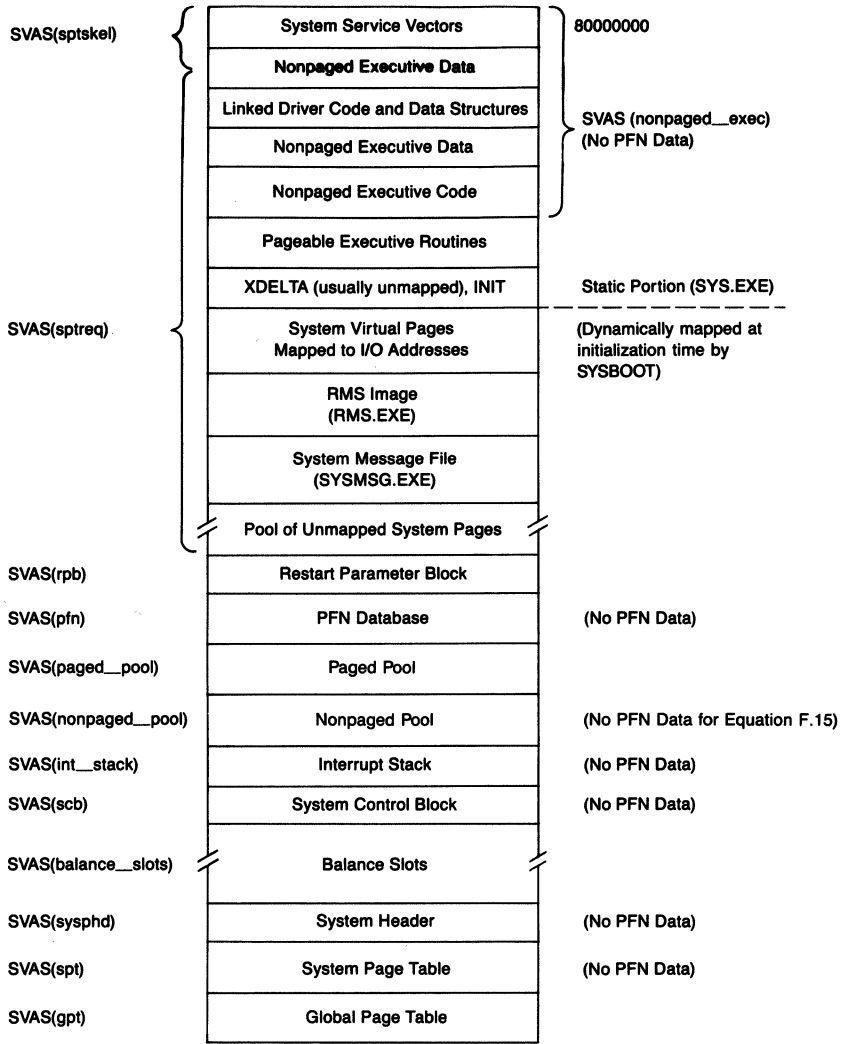 SVAS(sptskel)
System Service Vectors
80000000
Nonpaged Executive Data
Linked Driver Code and Data Structures
SVAS (nonpaged__exec)
(No PFN Data)
Nonpaged Executive Data
Nonpaged Executive Code
Pageable Executive Routines
XDELTA (usually unmapped), INIT
Static Portion (SYS.EXE)
SVAS(sptreq)
System Virtual Pages
Mapped to I/O Addresses
(Dynamically mapped at
initialization time by
SYSBOOT)
RMS Image
(RMS.EXE)
System Message File
(SYSMSG.EXE)
Pool of Unmapped System Pages
SVAS(rpb)
Restart Parameter Block
SVAS(pfn)
PFN Database
(No PFN Data)
SVAS(paged__pool)
Paged Pool
SVAS(nonpaged__pool)
Nonpaged Pool
(No PFN Data for Equation F.15)
SVAS(int__stack)
Interrupt Stack
(No PFN Data)
SVAS(scb)
System Control Block
(No PFN Data)
SVAS(balance__slots)
Balance Slots
SVAS(sysphd)
System Header
(No PFN Data)
SVAS(spt)
System Page Table
(No PFN Data)
SVAS(gpt)
Global Page Table